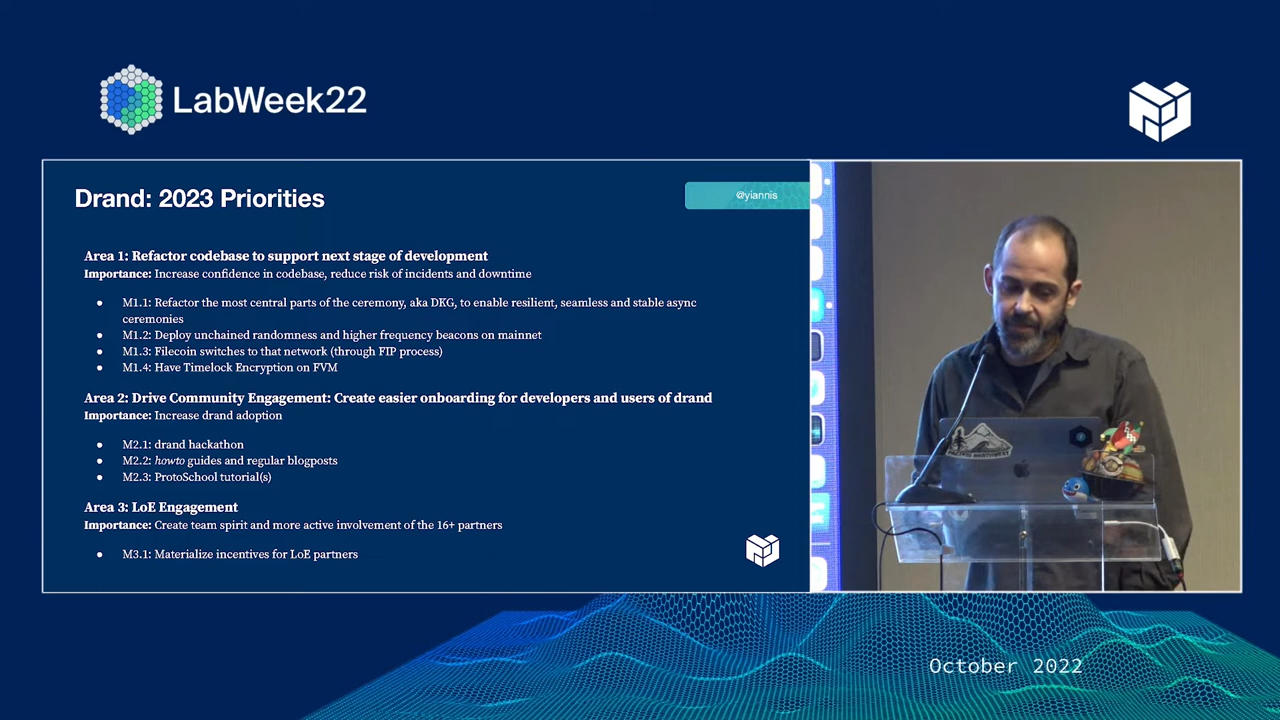 LabWeek22
Drand: 2023 Priorities
@yiannis
Area 1: Refactor codebase to support next stage of development
Importance: Increase confidence in codebase, reduce risk of incidents and downtime
● M1.1: Refactor the most central parts of the ceremony, aka DKG, to enable resilient, seamless and stable async
ceremonies
● M1.2: Deploy unchained randomness and higher frequency beacons on mainnet
● M1.3: Filecoin switches to that network (through FIP process)
● M1.4: Have Timelock Encryption on FVM
Area 2: Drive Community Engagement: Create easier onboarding for developers and users of drand
Importance: Increase drand adoption
● M2.1: drand hackathon
● M2.2: howto guides and regular blogposts
● M2.3: ProtoSchool tutorial(s)
Area 3: LoE Engagement
Importance: Create team spirit and more active involvement of the 16+ partners
● M3.1: Materialize incentives for LoE partners
October 2022